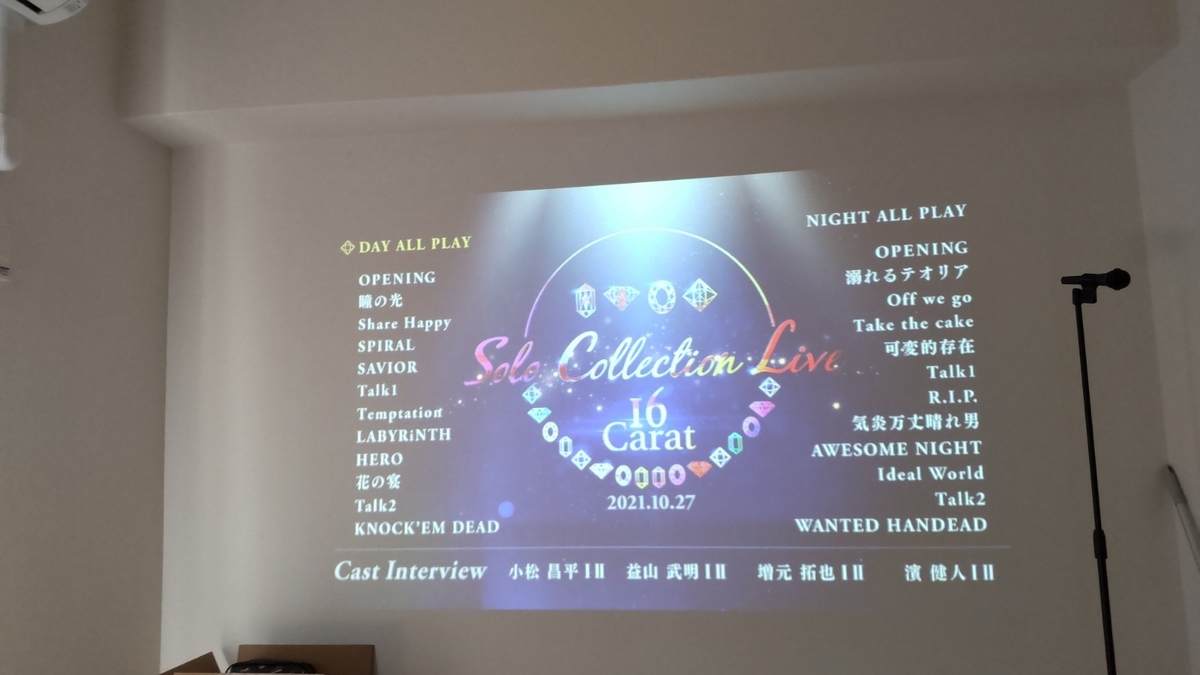 DAY ALL PLAY
OPENING
瞳の光
Share Happy
SPIRAL
SAVIOR
Talk1
Temptation
LABYRiNTH
HERO
花の宴
Talk2
KNOCK'EM DEAD
Solo Collection Live
16
Carat
2021.10.27
NIGHT ALL PLAY
OPENING
溺れるテオリア
Off we go
Take the cake
可変的存在
Talk1
R.I.P.
気炎万丈晴れ男
AWESOME NIGHT
Ideal World
Talk2
WANTED HANDEAD
Cast Interview 小松 昌平 I II 益山 武明 I II 増元 拓也 I II 濱 健人 I II